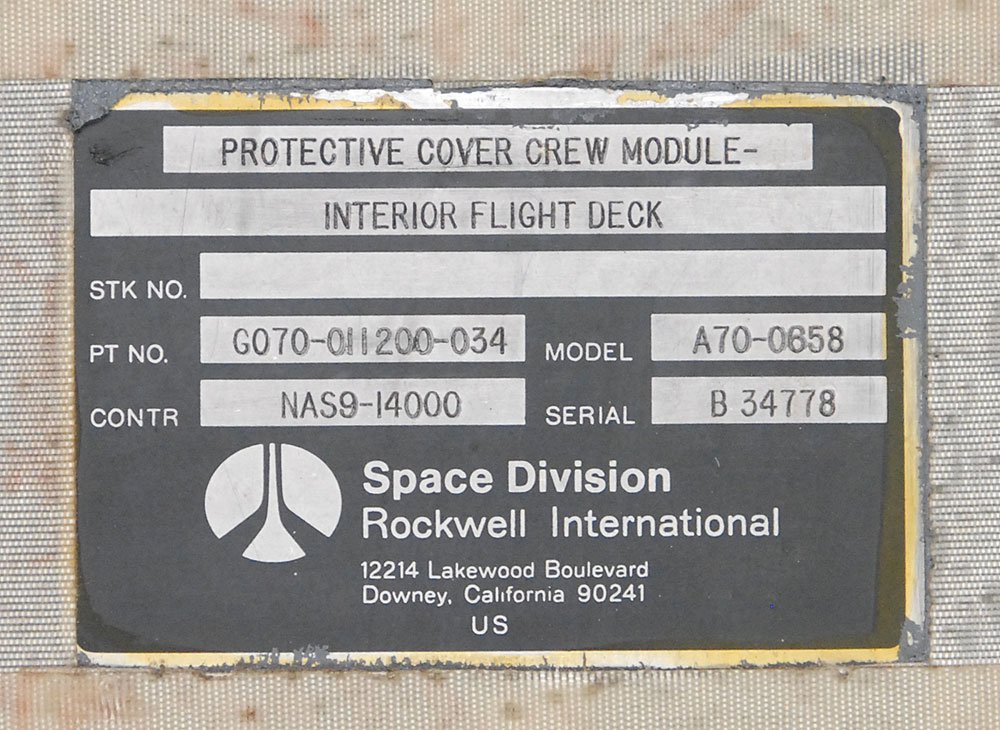 PROTECTIVE COVER CREW MODULE-
INTERIOR FLIGHT DECK
STK NO.
PT NO. G070-011200-034 MODEL A70-0658
CONTR NAS9-14000 SERIAL B 34778
Space Division
Rockwell International
12214 Lakewood Boulevard
Downey, California 90241
US